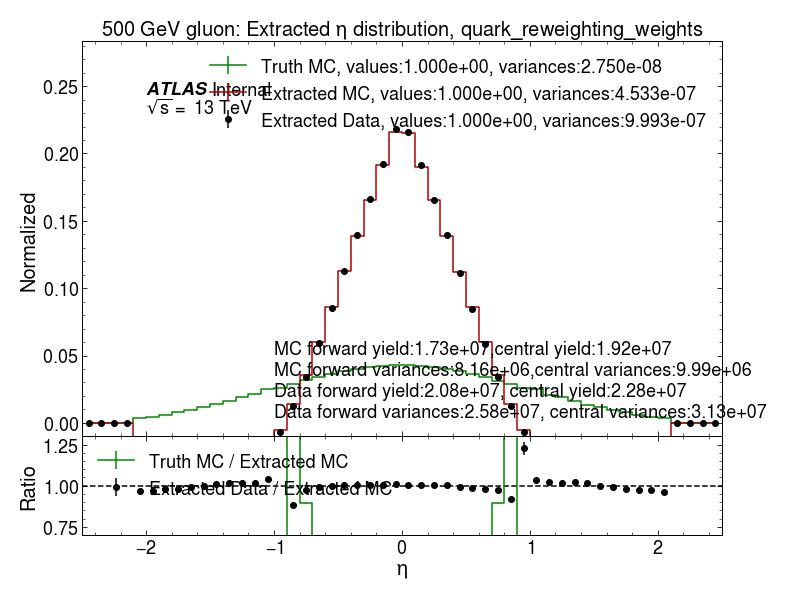 500 GeV gluon: Extracted η distribution, quark_reweighting_weights
Truth MC, values:1.000e+00, variances:2.750e-08
ATLAS Internal
Extracted MC, values:1.000e+00, variances:4.533e-07
√s = 13 TeV
Extracted Data, values:1.000e+00, variances:9.993e-07
0.25
0.20
0.15
0.10
0.05
0.00
Normalized
MC forward yield:1.73e+07,central yield:1.92e+07
MC forward variances:8.16e+06,central variances:9.99e+06
Data forward yield:2.08e+07, central yield:2.28e+07
Data forward variances:2.58e+07, central variances:3.13e+07
1.25
1.00
0.75
Ratio
Truth MC / Extracted MC
Extracted Data / Extracted MC
−2 −1 0 1 2
η